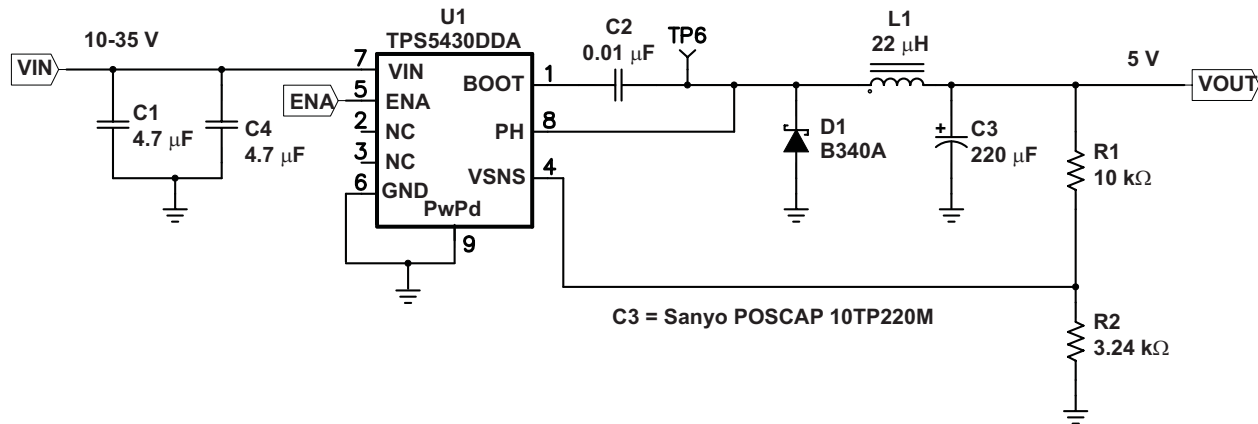 U1
TPS5430DDA
10-35 V
VIN
C1
4.7 μF
C4
4.7 μF
ENA
7
5
2
3
6
VIN
ENA
NC
NC
GND
BOOT
PH
VSNS
PwPd
1
8
4
9
C2
0.01 μF
TP6
D1
B340A
L1
22 μH
C3
220 μF
5 V
VOUT
R1
10 kΩ
R2
3.24 kΩ
C3 = Sanyo POSCAP 10TP220M
+